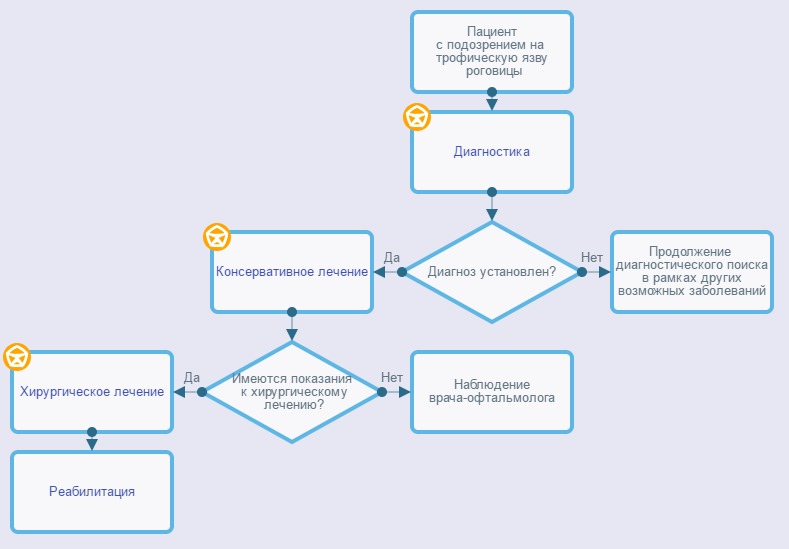 Пациент
с подозрением на
трофическую язву
роговицы
Диагностика
Да
Диагноз установлен?
Нет
Консервативное лечение
Продолжение
диагностического поиска
в рамках других
возможных заболеваний
Да
Имеются показания
к хирургическому
лечению?
Нет
Хирургическое лечение
Наблюдение
врача-офтальмолога
Реабилитация